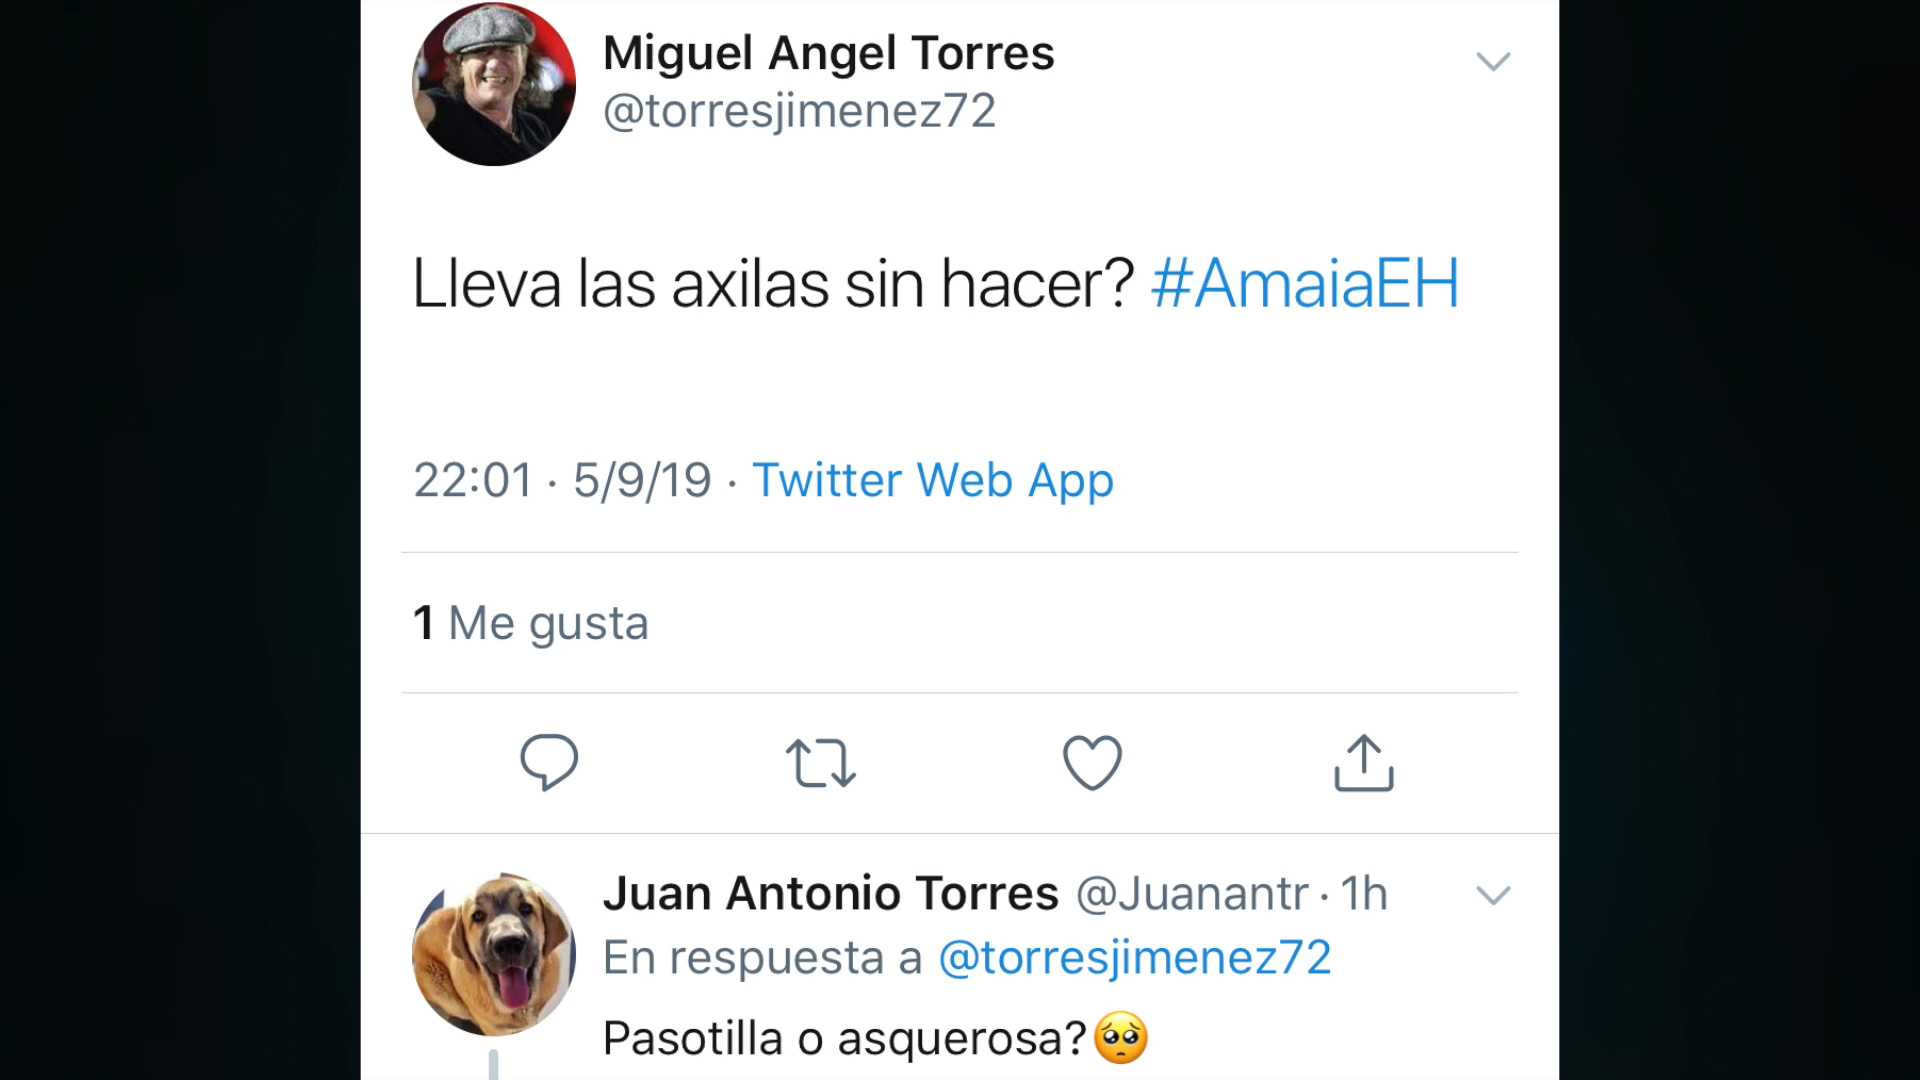 Miguel Angel Torres
@torresjimenez72
Lleva las axilas sin hacer? #AmaiaEH
22:01 · 5/9/19 · Twitter Web App
1 Me gusta
Juan Antonio Torres @Juanantr · 1h
En respuesta a @torresjimenez72
Pasotilla o asquerosa?🥺